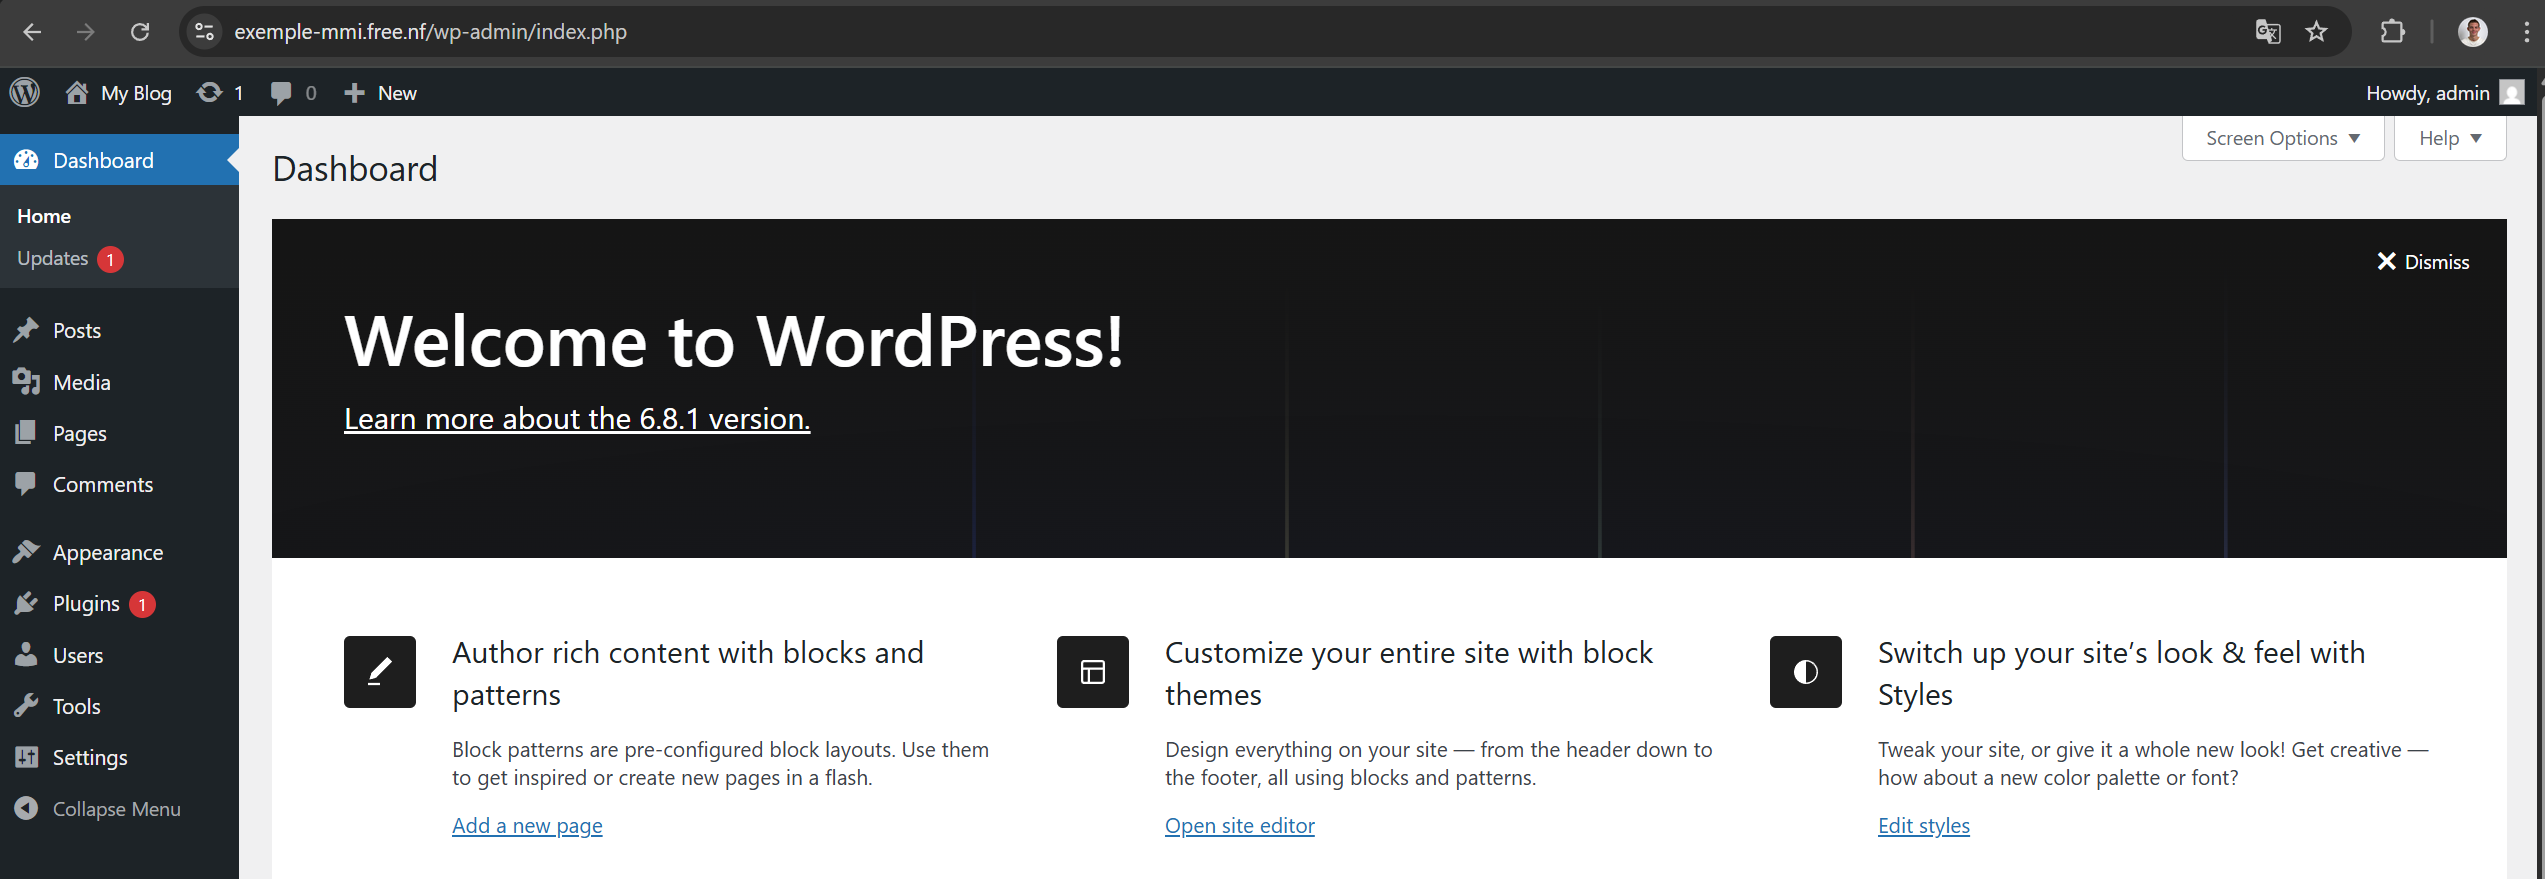 exemple-mmi.free.nf/wp-admin/index.php
My Blog 1 0 New Howdy, admin
Dashboard
Home
Updates 1
Posts
Media
Pages
Comments
Appearance
Plugins 1
Users
Tools
Settings
Collapse Menu
Screen Options Help
Dashboard
Dismiss
Welcome to WordPress!
Learn more about the 6.8.1 version.
Author rich content with blocks and
patterns
Block patterns are pre-configured block layouts. Use them
to get inspired or create new pages in a flash.
Add a new page
Customize your entire site with block
themes
Design everything on your site — from the header down to
the footer, all using blocks and patterns.
Open site editor
Switch up your site’s look & feel with
Styles
Tweak your site, or give it a whole new look! Get creative —
how about a new color palette or font?
Edit styles